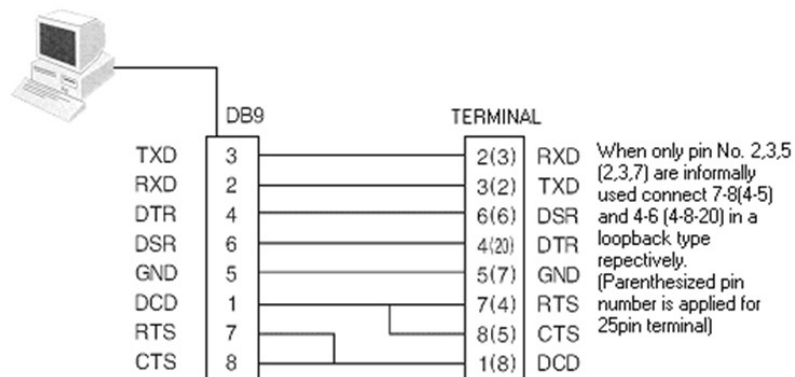 DB9 TERMINAL
TXD 3 2(3) RXD
RXD 2 3(2) TXD
DTR 4 6(6) DSR
DSR 6 4(20) DTR
GND 5 5(7) GND
DCD 1 7(4) RTS
RTS 7 8(5) CTS
CTS 8 1(8) DCD
When only pin No. 2,3,5
(2,3,7) are informally
used connect 7-8(4-5)
and 4-6 (4-8-20) in a
loopback type
repectively.
(Parenthesized pin
number is applied for
25pin terminal)